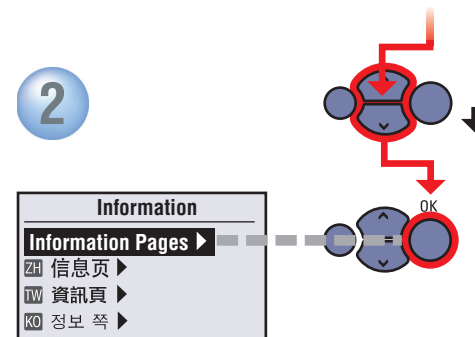 2
OK
Information
Information Pages
ZH 信息页
TW 資訊頁
KO 정보 쪽